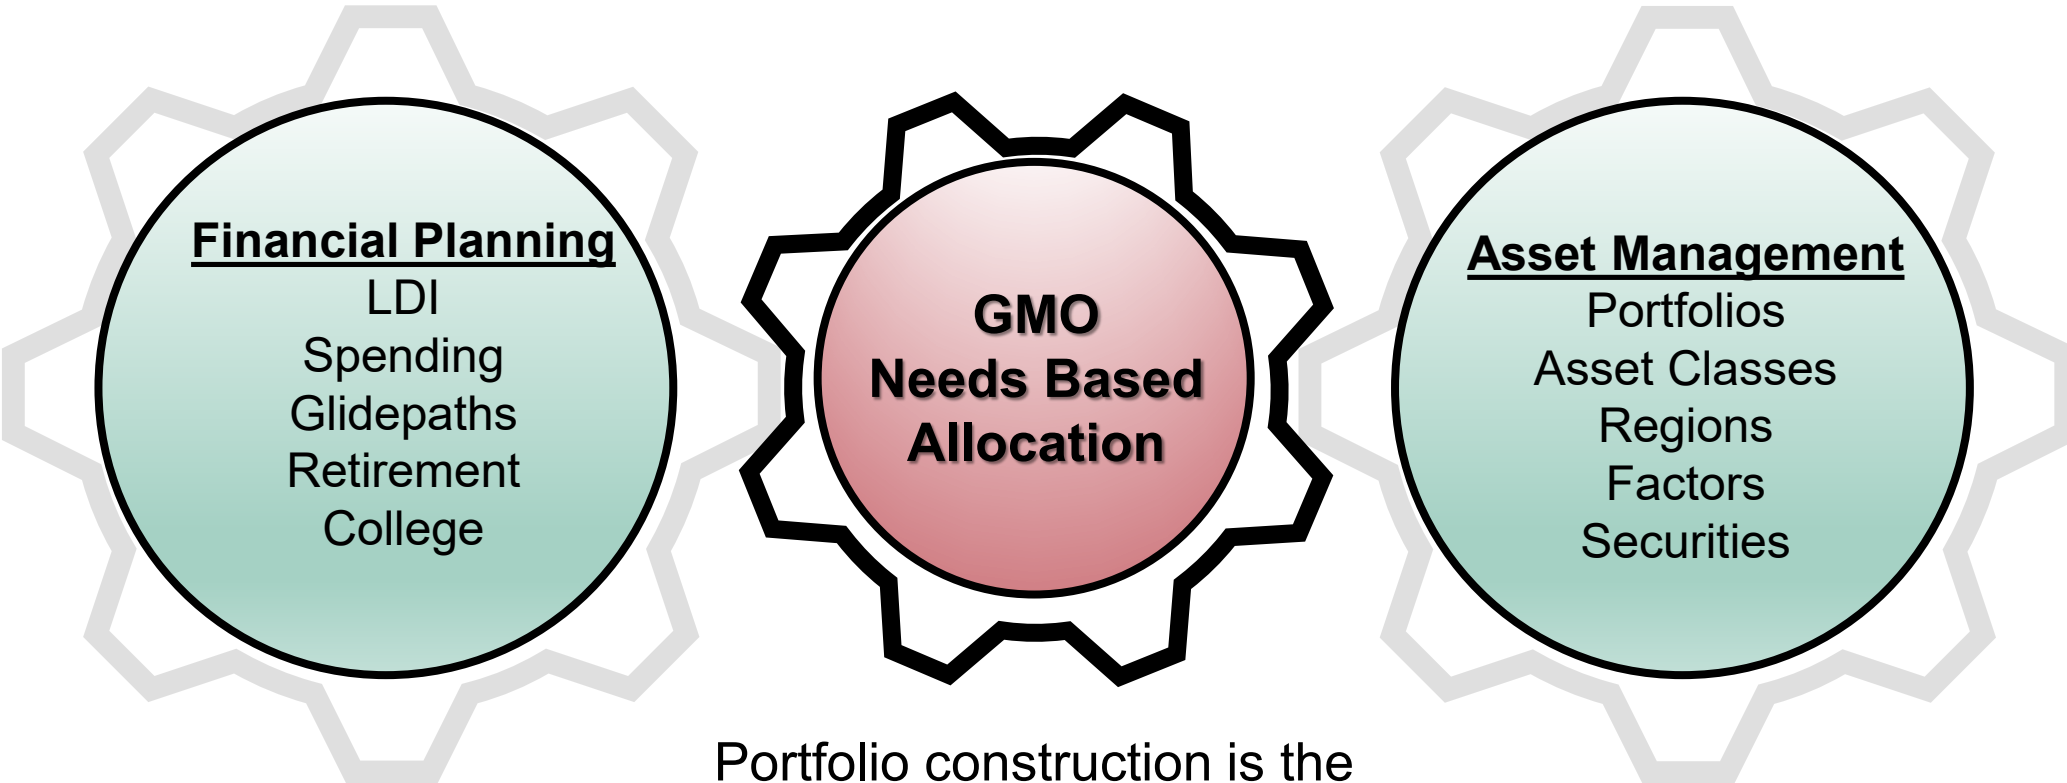 Financial Planning
LDI
Spending
Glidepaths
Retirement
College
GMO
Needs Based
Allocation
Asset Management
Portfolios
Asset Classes
Regions
Factors
Securities
Portfolio construction is the